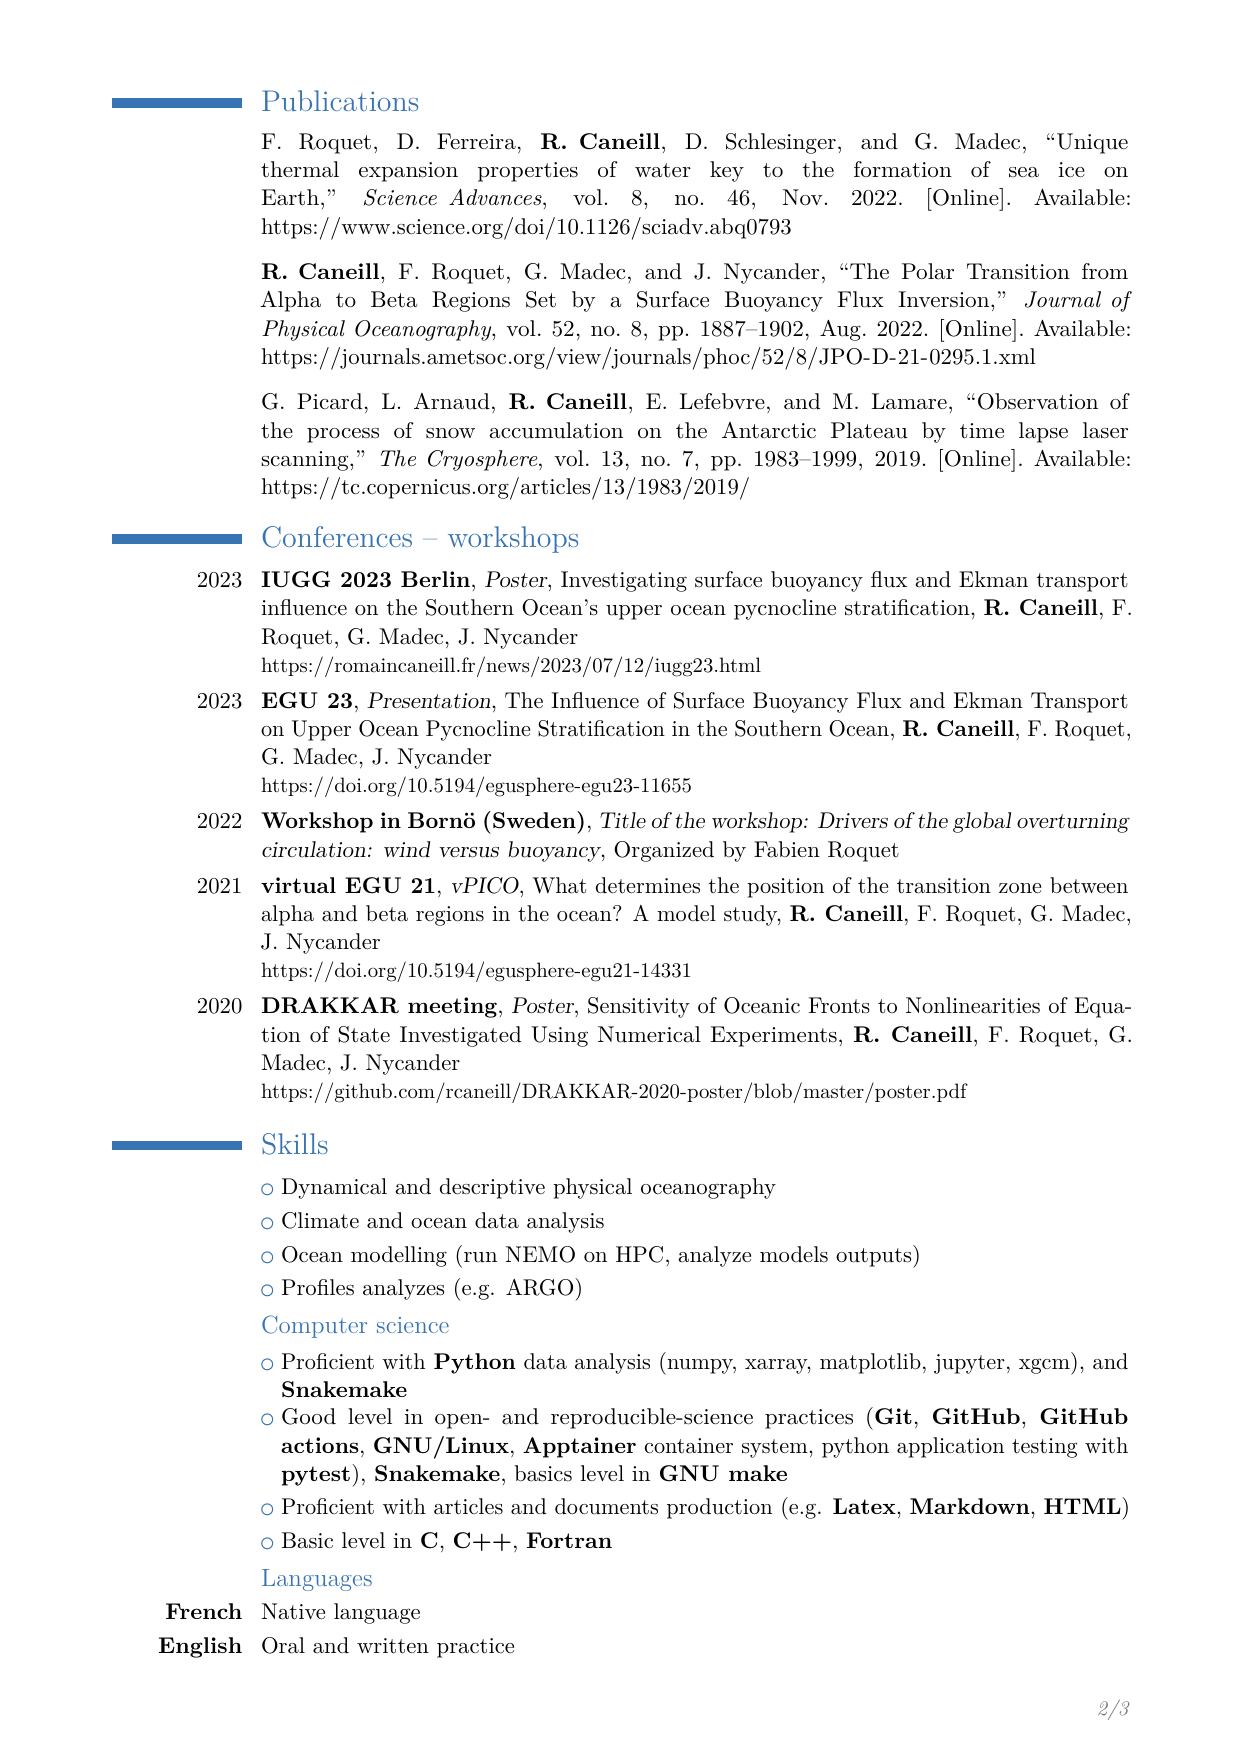 Publications
F. Roquet, D. Ferreira, R. Caneill, D. Schlesinger, and G. Madec, “Unique
thermal expansion properties of water key to the formation of sea ice on
Earth,” Science Advances, vol. 8, no. 46, Nov. 2022. [Online]. Available:
https://www.science.org/doi/10.1126/sciadv.abq0793
R. Caneill, F. Roquet, G. Madec, and J. Nycander, “The Polar Transition from
Alpha to Beta Regions Set by a Surface Buoyancy Flux Inversion,” Journal of
Physical Oceanography, vol. 52, no. 8, pp. 1887–1902, Aug. 2022. [Online]. Available:
https://journals.ametsoc.org/view/journals/phoc/52/8/JPO-D-21-0295.1.xml
G. Picard, L. Arnaud, R. Caneill, E. Lefebvre, and M. Lamare, “Observation of
the process of snow accumulation on the Antarctic Plateau by time lapse laser
scanning,” The Cryosphere, vol. 13, no. 7, pp. 1983–1999, 2019. [Online]. Available:
https://tc.copernicus.org/articles/13/1983/2019/
Conferences – workshops
2023 IUGG 2023 Berlin, Poster, Investigating surface buoyancy flux and Ekman transport
influence on the Southern Ocean’s upper ocean pycnocline stratification, R. Caneill, F.
Roquet, G. Madec, J. Nycander
https://romaincaneill.fr/news/2023/07/12/iugg23.html
2023 EGU 23, Presentation, The Influence of Surface Buoyancy Flux and Ekman Transport
on Upper Ocean Pycnocline Stratification in the Southern Ocean, R. Caneill, F. Roquet,
G. Madec, J. Nycander
https://doi.org/10.5194/egusphere-egu23-11655
2022 Workshop in Bornö (Sweden), Title of the workshop: Drivers of the global overturning
circulation: wind versus buoyancy, Organized by Fabien Roquet
2021 virtual EGU 21, vPICO, What determines the position of the transition zone between
alpha and beta regions in the ocean? A model study, R. Caneill, F. Roquet, G. Madec,
J. Nycander
https://doi.org/10.5194/egusphere-egu21-14331
2020 DRAKKAR meeting, Poster, Sensitivity of Oceanic Fronts to Nonlinearities of Equa-
tion of State Investigated Using Numerical Experiments, R. Caneill, F. Roquet, G.
Madec, J. Nycander
https://github.com/rcaneill/DRAKKAR-2020-poster/blob/master/poster.pdf
Skills
○ Dynamical and descriptive physical oceanography
○ Climate and ocean data analysis
○ Ocean modelling (run NEMO on HPC, analyze models outputs)
○ Profiles analyzes (e.g. ARGO)
Computer science
○ Proficient with Python data analysis (numpy, xarray, matplotlib, jupyter, xgcm), and
Snakemake
○ Good level in open- and reproducible-science practices (Git, GitHub, GitHub
actions, GNU/Linux, Apptainer container system, python application testing with
pytest), Snakemake, basics level in GNU make
○ Proficient with articles and documents production (e.g. Latex, Markdown, HTML)
○ Basic level in C, C++, Fortran
Languages
French Native language
English Oral and written practice
2/3